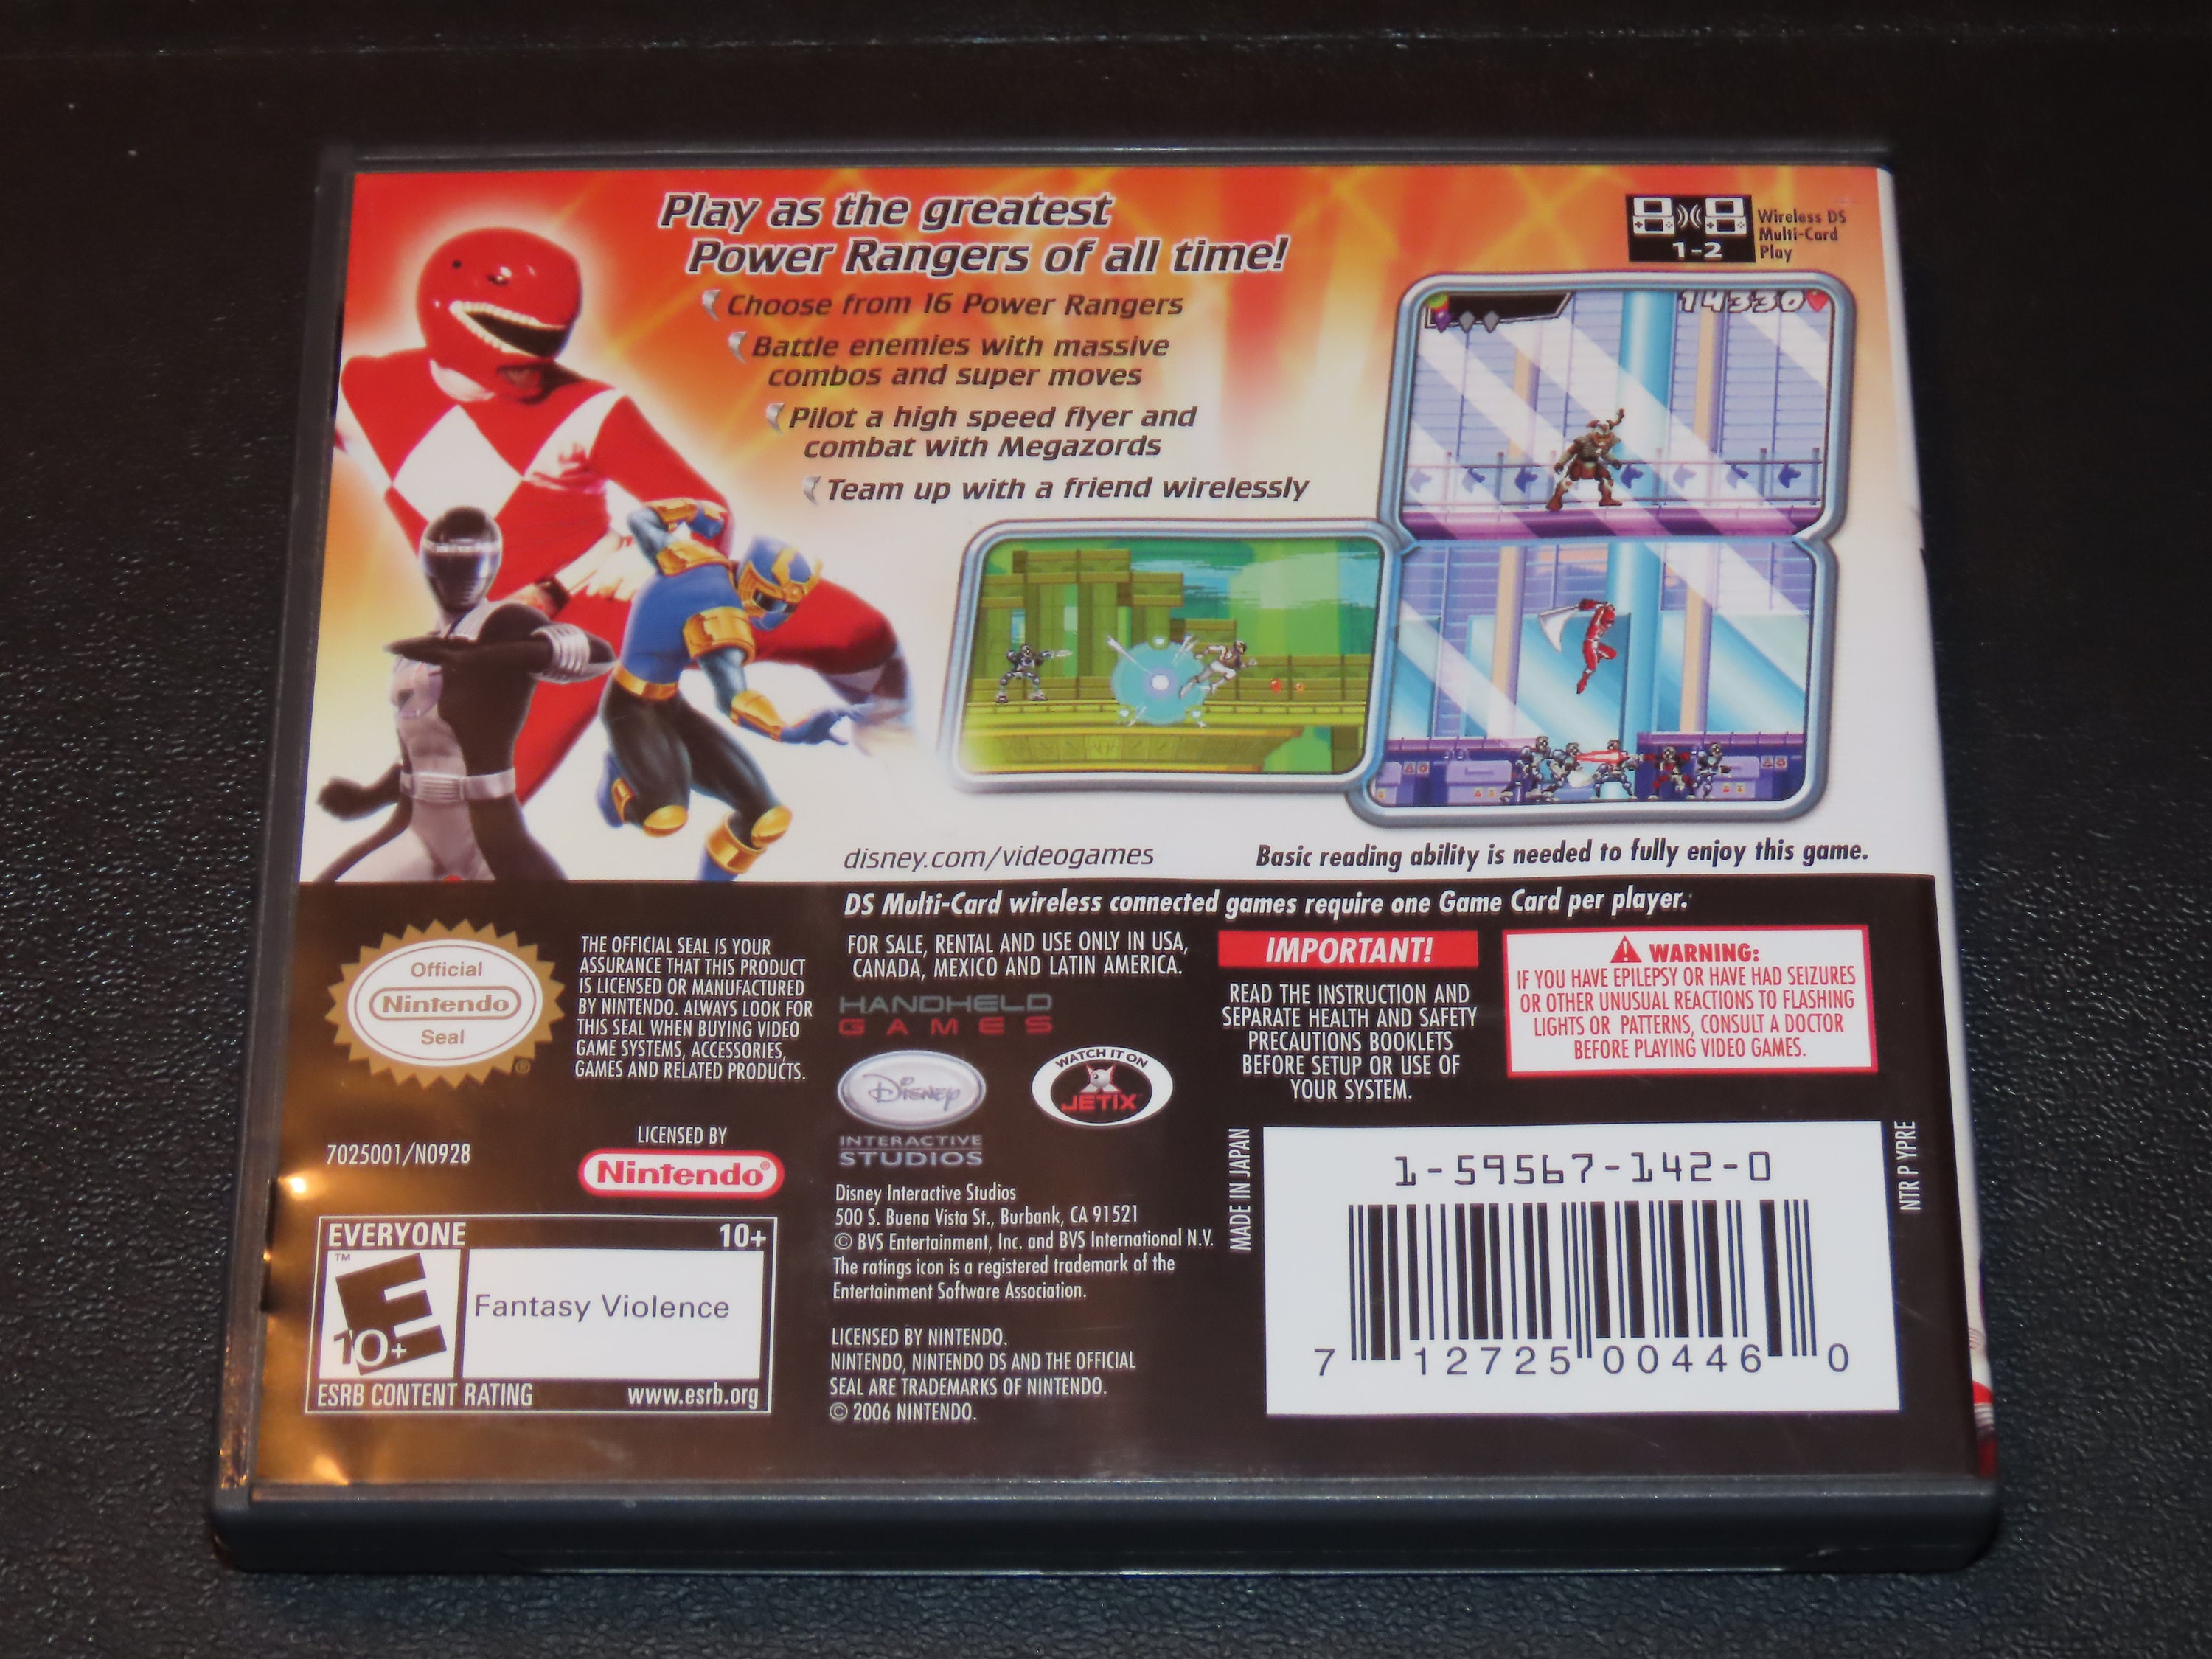 Play as the greatest
Power Rangers of all time!
Choose from 16 Power Rangers
Battle enemies with massive
combos and super moves
Pilot a high speed flyer and
combat with Megazords
Team up with a friend wirelessly
1-2
Wireless DS
Multi-Card
Play
14330
disney.com/videogames
Basic reading ability is needed to fully enjoy this game.
DS Multi-Card wireless connected games require one Game Card per player.
Official
Nintendo
Seal
®
THE OFFICIAL SEAL IS YOUR
ASSURANCE THAT THIS PRODUCT
IS LICENSED OR MANUFACTURED
BY NINTENDO. ALWAYS LOOK FOR
THIS SEAL WHEN BUYING VIDEO
GAME SYSTEMS, ACCESSORIES,
GAMES AND RELATED PRODUCTS.
7025001/N0928
LICENSED BY
Nintendo®
EVERYONE 10+
™
E
10+
Fantasy Violence
ESRB CONTENT RATING www.esrb.org
FOR SALE, RENTAL AND USE ONLY IN USA,
CANADA, MEXICO AND LATIN AMERICA.
HANDHELD
GAMES
Disney
INTERACTIVE
STUDIOS
WATCH IT ON
JETIX
Disney Interactive Studios
500 S. Buena Vista St., Burbank, CA 91521
© BVS Entertainment, Inc. and BVS International N.V.
The ratings icon is a registered trademark of the
Entertainment Software Association.
LICENSED BY NINTENDO.
NINTENDO, NINTENDO DS AND THE OFFICIAL
SEAL ARE TRADEMARKS OF NINTENDO.
© 2006 NINTENDO.
IMPORTANT!
READ THE INSTRUCTION AND
SEPARATE HEALTH AND SAFETY
PRECAUTIONS BOOKLETS
BEFORE SETUP OR USE OF
YOUR SYSTEM.
WARNING:
IF YOU HAVE EPILEPSY OR HAVE HAD SEIZURES
OR OTHER UNUSUAL REACTIONS TO FLASHING
LIGHTS OR PATTERNS, CONSULT A DOCTOR
BEFORE PLAYING VIDEO GAMES.
MADE IN JAPAN
1-59567-142-0
7 12725 00446 0
NTR P YPRE